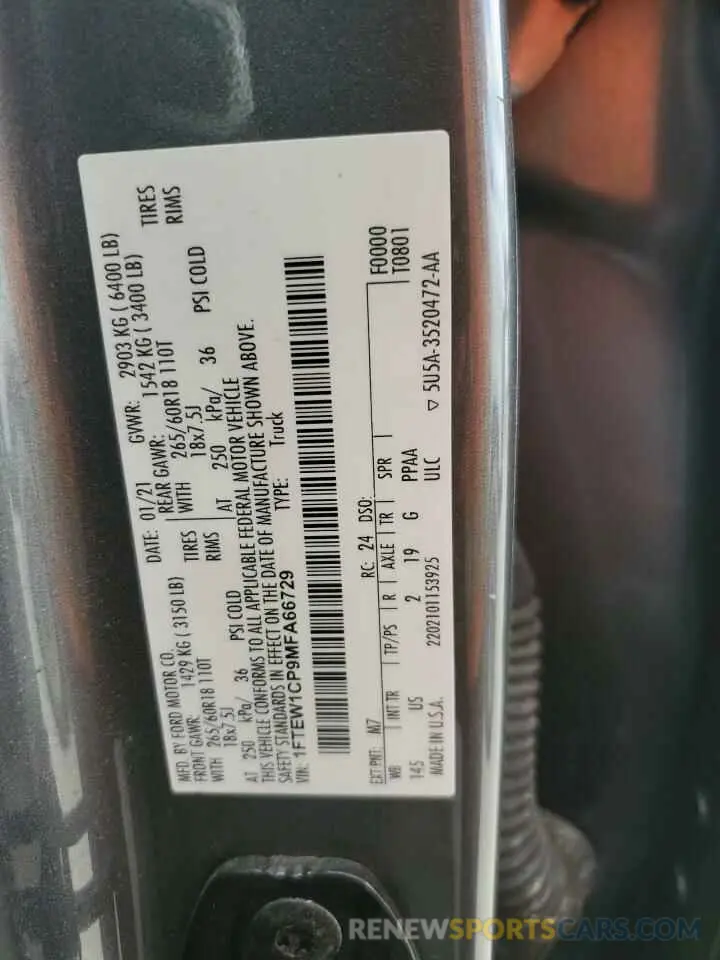 MFD. BY FORD MOTOR CO.
DATE: 01/21 GVWR: 2903 KG ( 6400 LB)
FRONT GAWR: 1429 KG ( 3150 LB) REAR GAWR: 1542 KG ( 3400 LB)
WITH 265/60R18 110T TIRES WITH 265/60R18 110T TIRES
18x7.5J RIMS 18x7.5J RIMS
AT 250 kPa/ 36 PSI COLD AT 250 kPa/ 36 PSI COLD
THIS VEHICLE CONFORMS TO ALL APPLICABLE FEDERAL MOTOR VEHICLE
SAFETY STANDARDS IN EFFECT ON THE DATE OF MANUFACTURE SHOWN ABOVE.
VIN: 1FTEW1CP9MFA66729 TYPE: Truck
EXT PNT: M7 RC: 24 DSO: F0000
WB INT TR TP/PS R AXLE TR SPR T0801
145 US 2 19 G PPAA
MADE IN U.S.A. 2202101153925 ULC ▽ 5U5A-3520472-AA
RENEWSPORTSCARS.COM